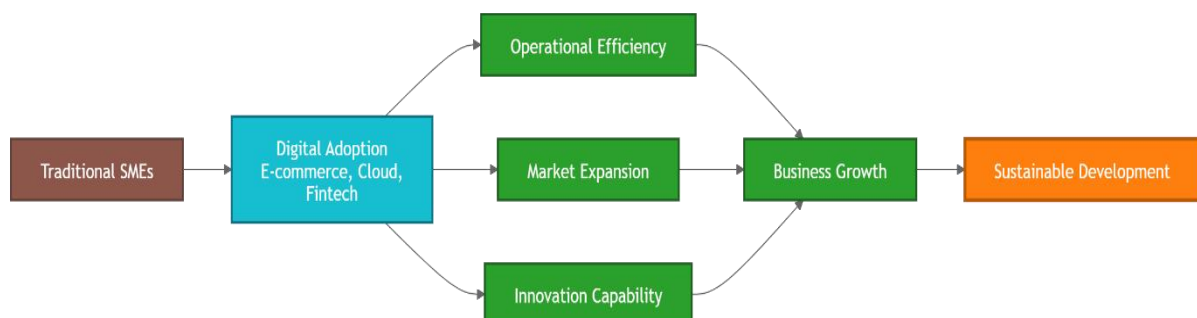 Operational Efficiency
Traditional SMEs
Digital Adoption
E-commerce, Cloud,
Fintech
Market Expansion
Business Growth
Sustainable Development
Innovation Capability